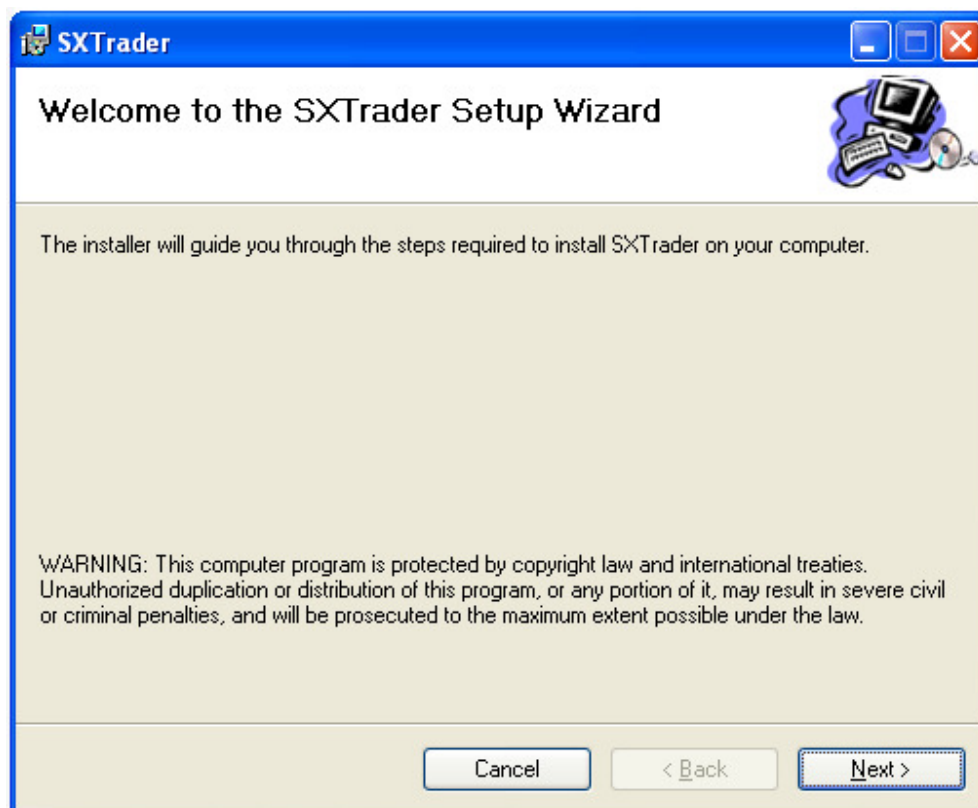 SXTrader
Welcome to the SXTrader Setup Wizard
The installer will guide you through the steps required to install SXTrader on your computer.
WARNING: This computer program is protected by copyright law and international treaties.
Unauthorized duplication or distribution of this program, or any portion of it, may result in severe civil
or criminal penalties, and will be prosecuted to the maximum extent possible under the law.
Cancel
< Back
Next >